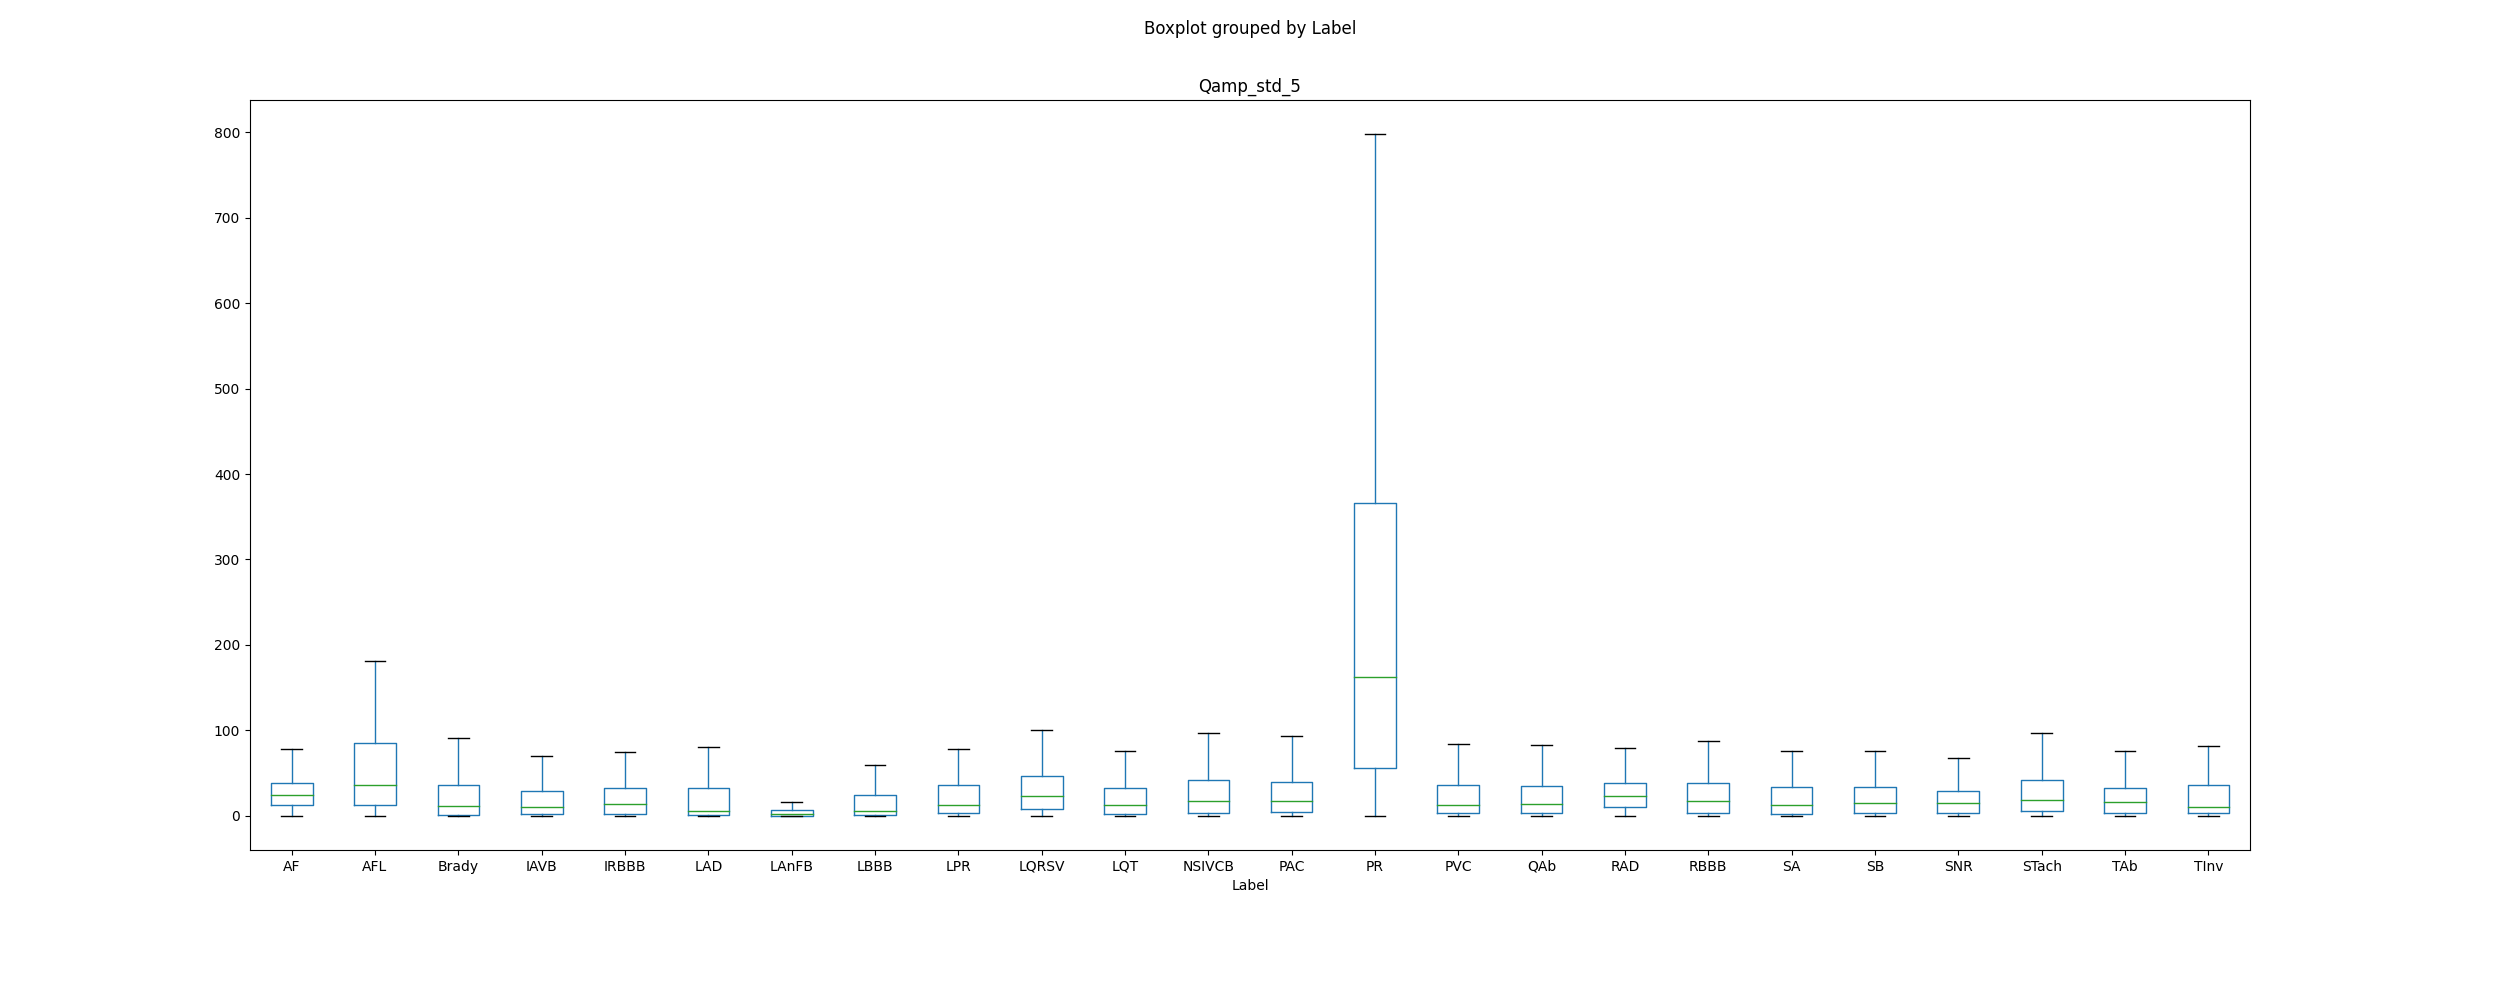 Boxplot grouped by Label
Qamp_std_5
800
700
600
500
400
300
200
100
0
AF AFL Brady IAVB IRBBB LAD LAnFB LBBB LPR LQRSV LQT NSIVCB PAC PR PVC QAb RAD RBBB SA SB SNR STach TAb TInv
Label